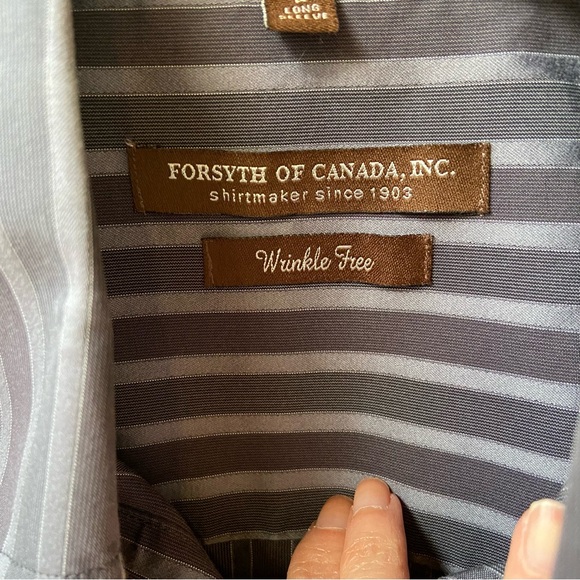 LONG
SLEEVE
FORSYTH OF CANADA, INC.
shirtmaker since 1903
Wrinkle Free